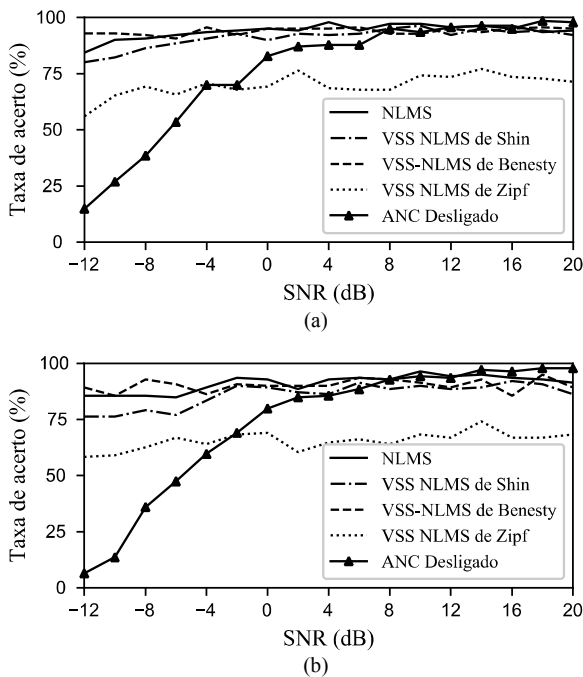 100
75
50
25
0
Taxa de acerto (%)
NLMS
VSS NLMS de Shin
VSS-NLMS de Benesty
VSS NLMS de Zipf
ANC Desligado
−12 −8 −4 0 4 8 12 16 20
SNR (dB)
(a)
100
75
50
25
0
Taxa de acerto (%)
NLMS
VSS NLMS de Shin
VSS-NLMS de Benesty
VSS NLMS de Zipf
ANC Desligado
−12 −8 −4 0 4 8 12 16 20
SNR (dB)
(b)